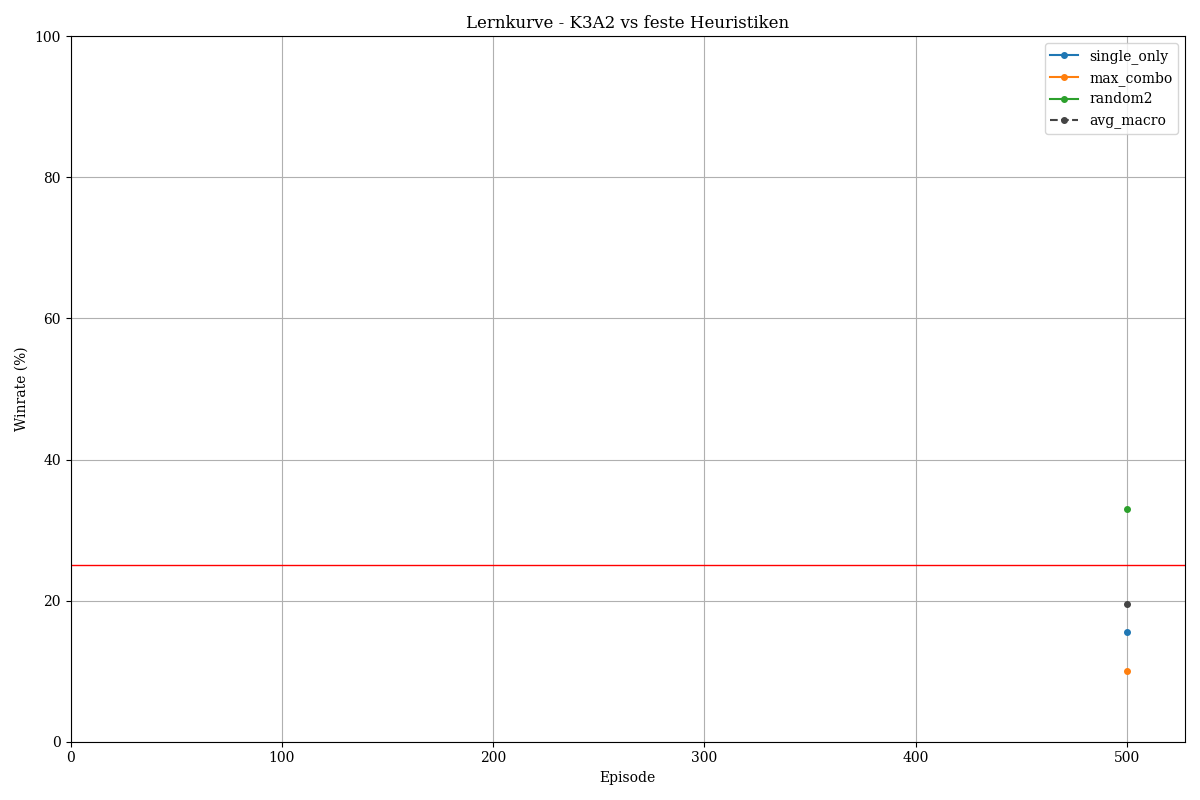 Lernkurve - K3A2 vs feste Heuristiken
100
80
60
40
20
0
Winrate (%)
single_only
max_combo
random2
avg_macro
0 100 200 300 400 500
Episode